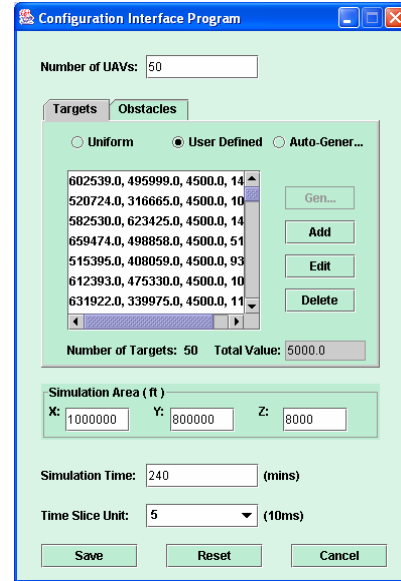 Configuration Interface Program
Number of UAVs: 50
Targets Obstacles
Uniform User Defined Auto-Gener...
602539.0, 495999.0, 4500.0, 14
520724.0, 316665.0, 4500.0, 10
582530.0, 623425.0, 4500.0, 14
659474.0, 498858.0, 4500.0, 51
515395.0, 408059.0, 4500.0, 93
612393.0, 475330.0, 4500.0, 10
631922.0, 339975.0, 4500.0, 11
Gen...
Add
Edit
Delete
Number of Targets: 50 Total Value: 5000.0
Simulation Area ( ft )
X: 1000000 Y: 800000 Z: 8000
Simulation Time: 240 (mins)
Time Slice Unit: 5 (10ms)
Save Reset Cancel